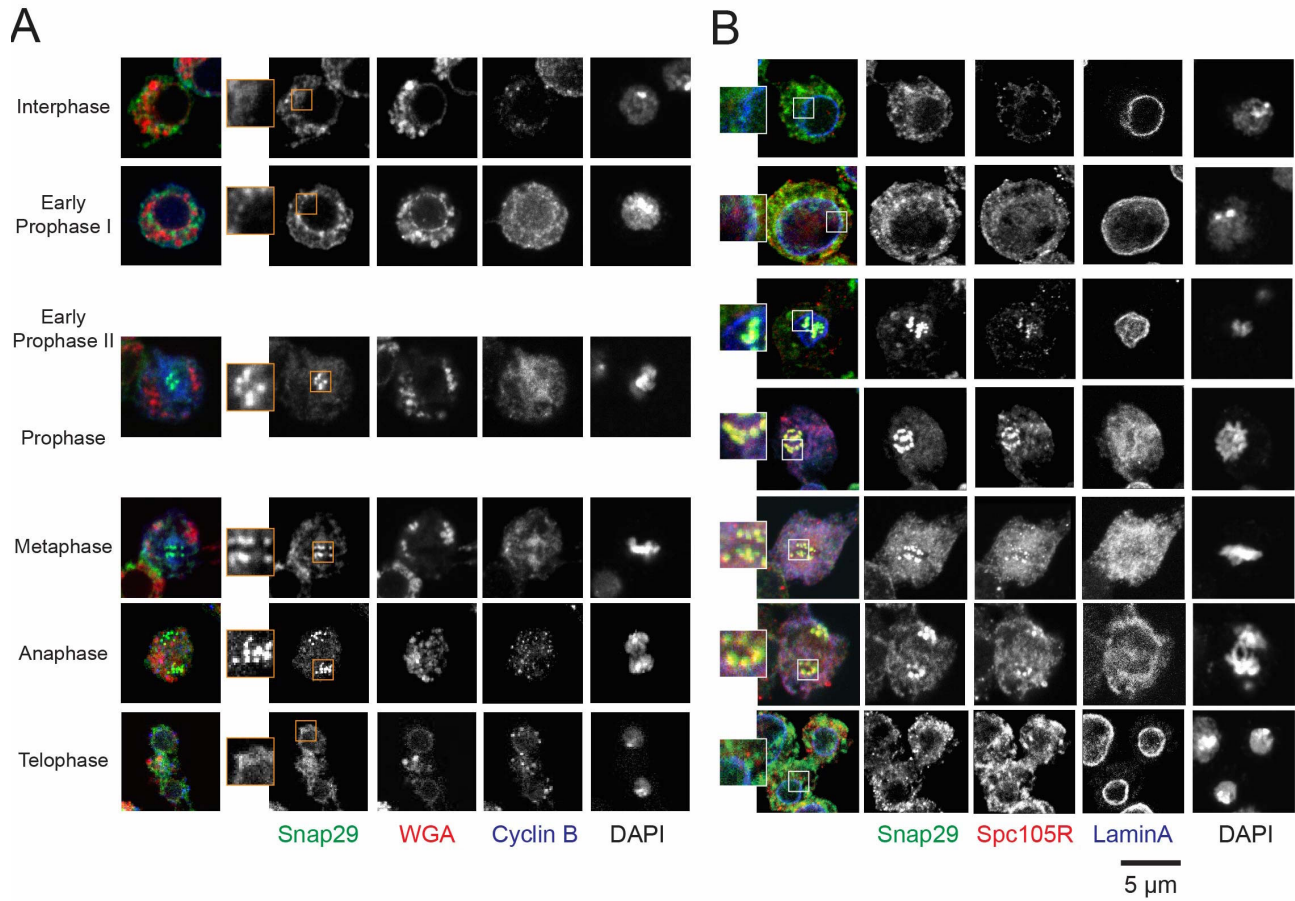 A
B
Interphase
Early
Prophase I
Early
Prophase II
Prophase
Metaphase
Anaphase
Telophase
Snap29 WGA Cyclin B DAPI
Snap29 Spc105R LaminA DAPI
5 µm